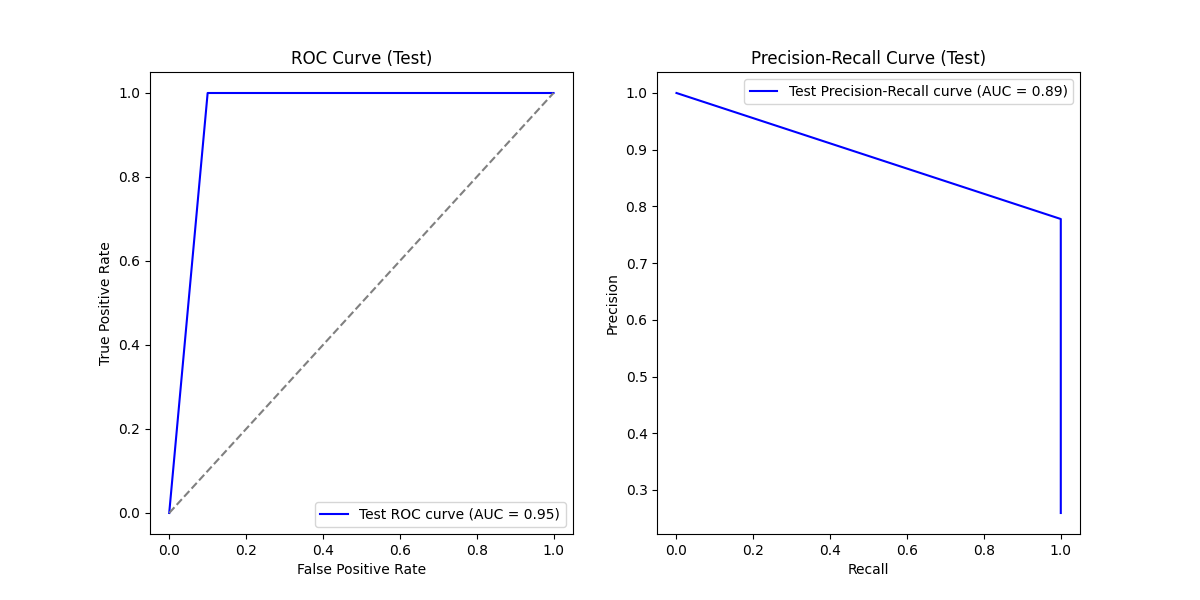 ROC Curve (Test)
True Positive Rate
1.0
0.8
0.6
0.4
0.2
0.0
Test ROC curve (AUC = 0.95)
0.0 0.2 0.4 0.6 0.8 1.0
False Positive Rate
Precision-Recall Curve (Test)
Test Precision-Recall curve (AUC = 0.89)
Precision
1.0
0.9
0.8
0.7
0.6
0.5
0.4
0.3
0.0 0.2 0.4 0.6 0.8 1.0
Recall